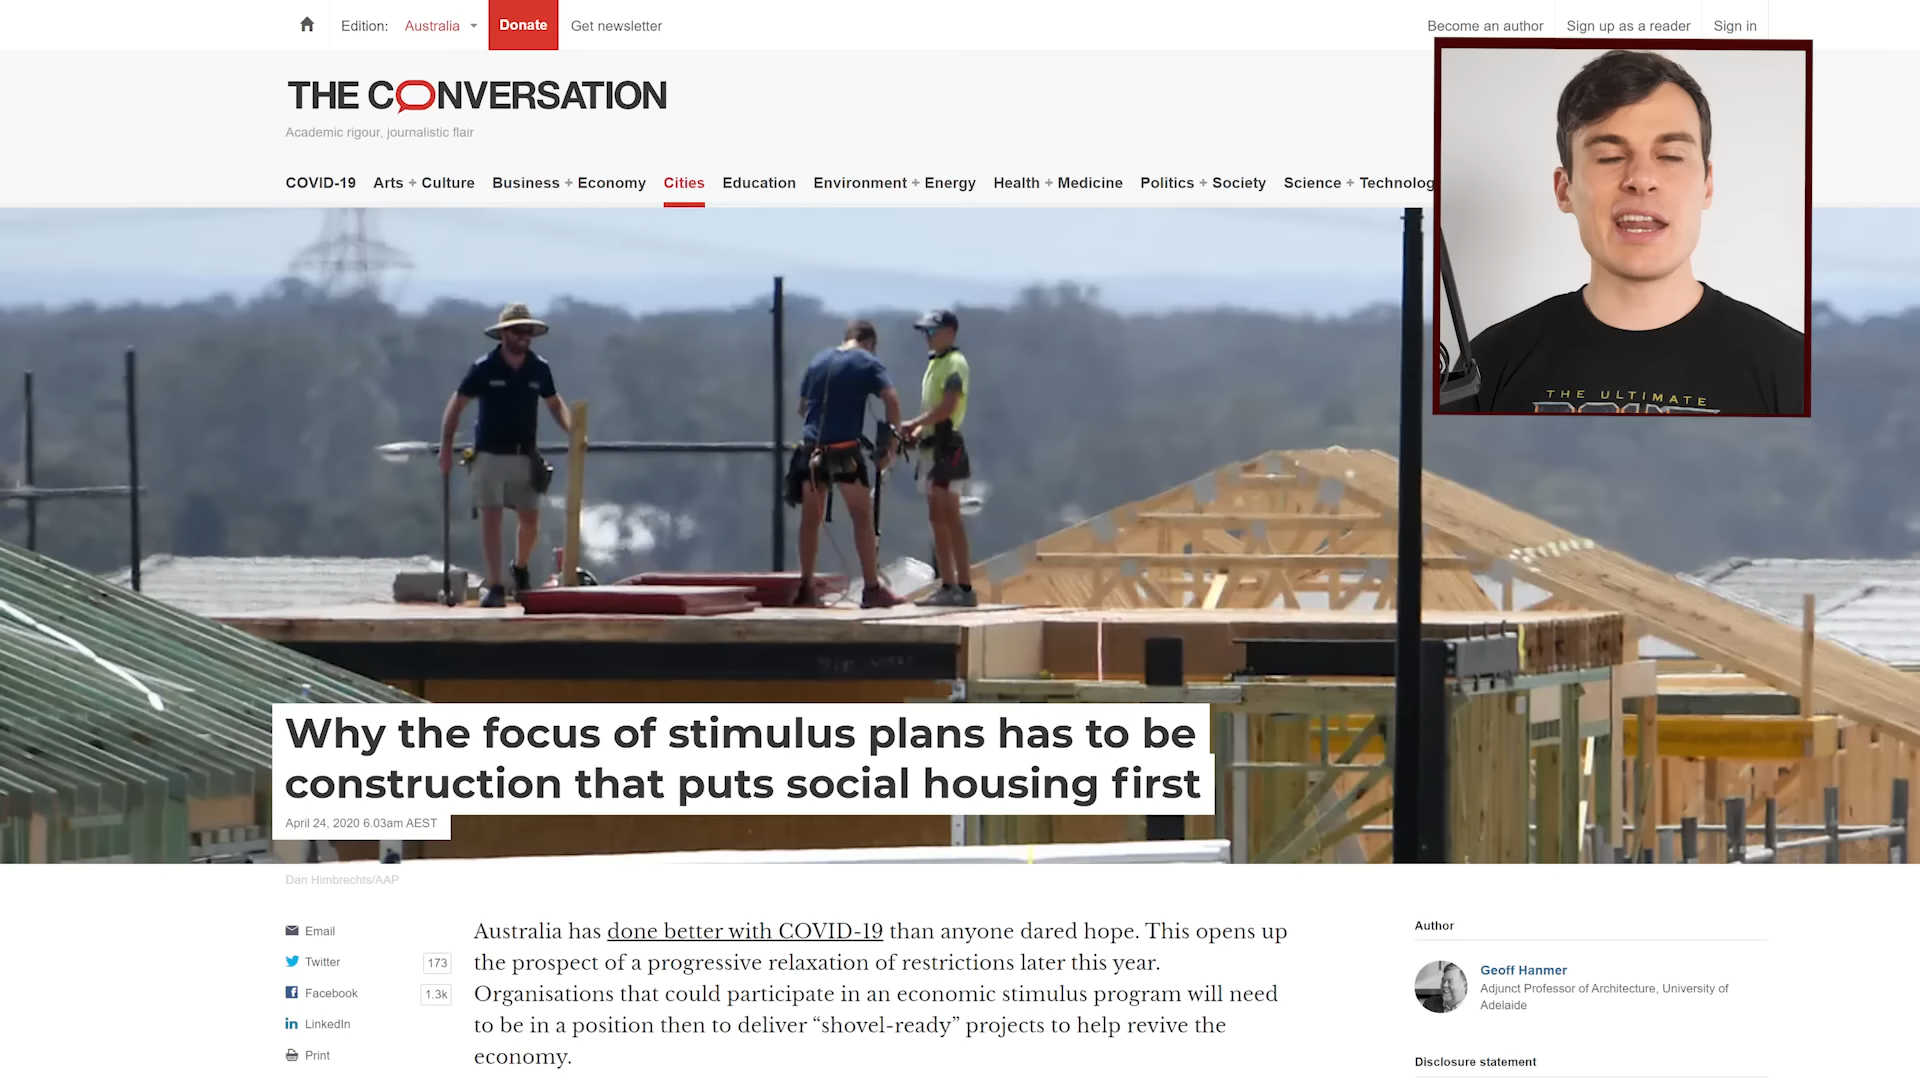 Edition: Australia
Donate
Get newsletter
Become an author
Sign up as a reader
Sign in
THE CONVERSATION
Academic rigour, journalistic flair
COVID-19 Arts + Culture Business + Economy Cities Education Environment + Energy Health + Medicine Politics + Society Science + Technolog
THE ULTIMATE
Why the focus of stimulus plans has to be
construction that puts social housing first
April 24, 2020 6.03am AEST
Dan Himbrechts/AAP
Email
Twitter 173
Facebook 1.3k
LinkedIn
Print
Australia has done better with COVID-19 than anyone dared hope. This opens up
the prospect of a progressive relaxation of restrictions later this year.
Organisations that could participate in an economic stimulus program will need
to be in a position then to deliver “shovel-ready” projects to help revive the
economy.
Author
Geoff Hanmer
Adjunct Professor of Architecture, University of
Adelaide
Disclosure statement